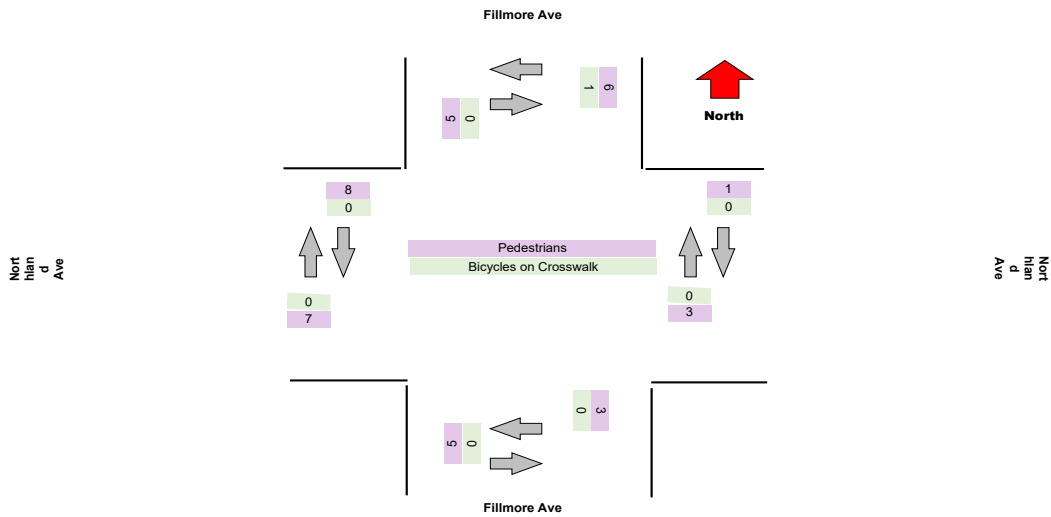 Fillmore Ave
1 6
5 0
North
8
0
1
0
Pedestrians
Bicycles on Crosswalk
Nort
hlan
d
Ave
Nort
hlan
d
Ave
0
7
0
3
0 3
5 0
Fillmore Ave